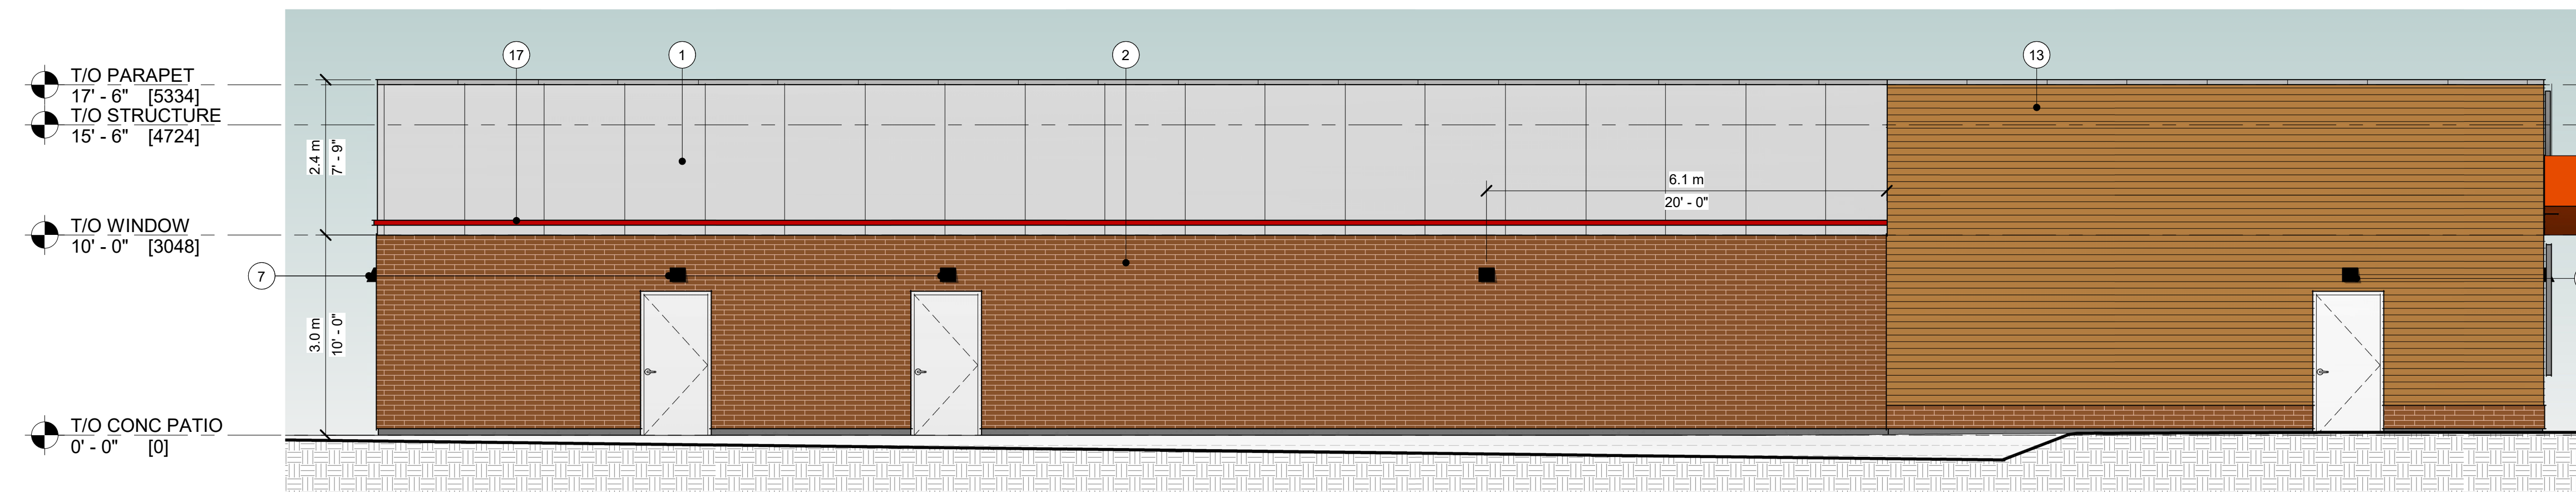 17
1
2
13
T/O PARAPET
17' - 6" [5334]
T/O STRUCTURE
15' - 6" [4724]
2.4 m
7' - 9"
6.1 m
20' - 0"
T/O WINDOW
10' - 0" [3048]
7
3.0 m
10' - 0"
T/O CONC PATIO
0' - 0" [0]